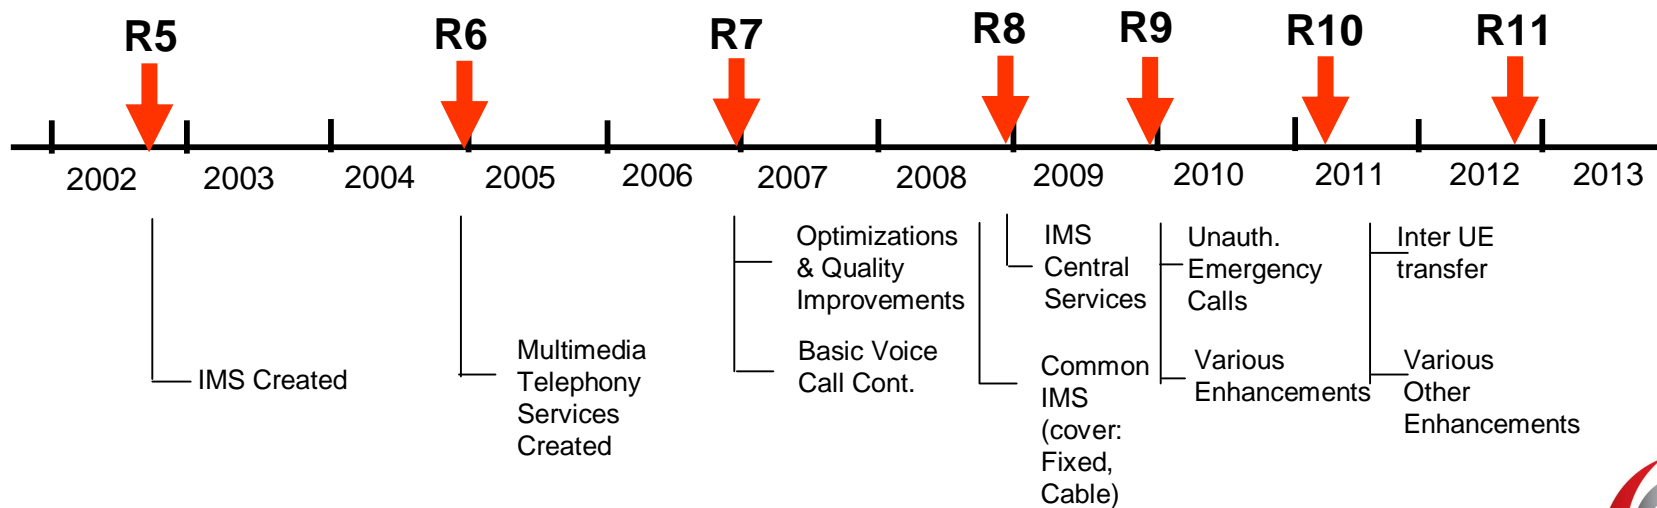 R5
R6
R7
R8
R9
R10
R11
2002
2003
2004
2005
2006
2007
2008
2009
2010
2011
2012
2013
IMS Created
Multimedia
Telephony
Services
Created
Optimizations
& Quality
Improvements
Basic Voice
Call Cont.
IMS
Central
Services
Common
IMS
(cover:
Fixed,
Cable)
Unauth.
Emergency
Calls
Various
Enhancements
Inter UE
transfer
Various
Other
Enhancements